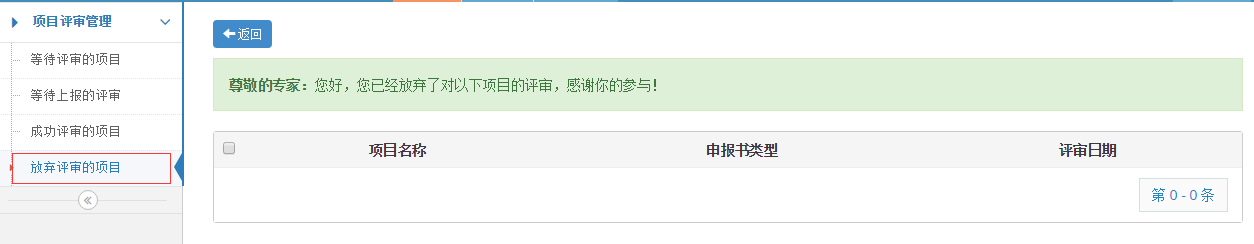 项目评审管理
等待评审的项目
等待上报的评审
成功评审的项目
放弃评审的项目
返回
尊敬的专家：您好，您已经放弃了对以下项目的评审，感谢你的参与！
项目名称 申报书类型 评审日期
第 0 - 0 条